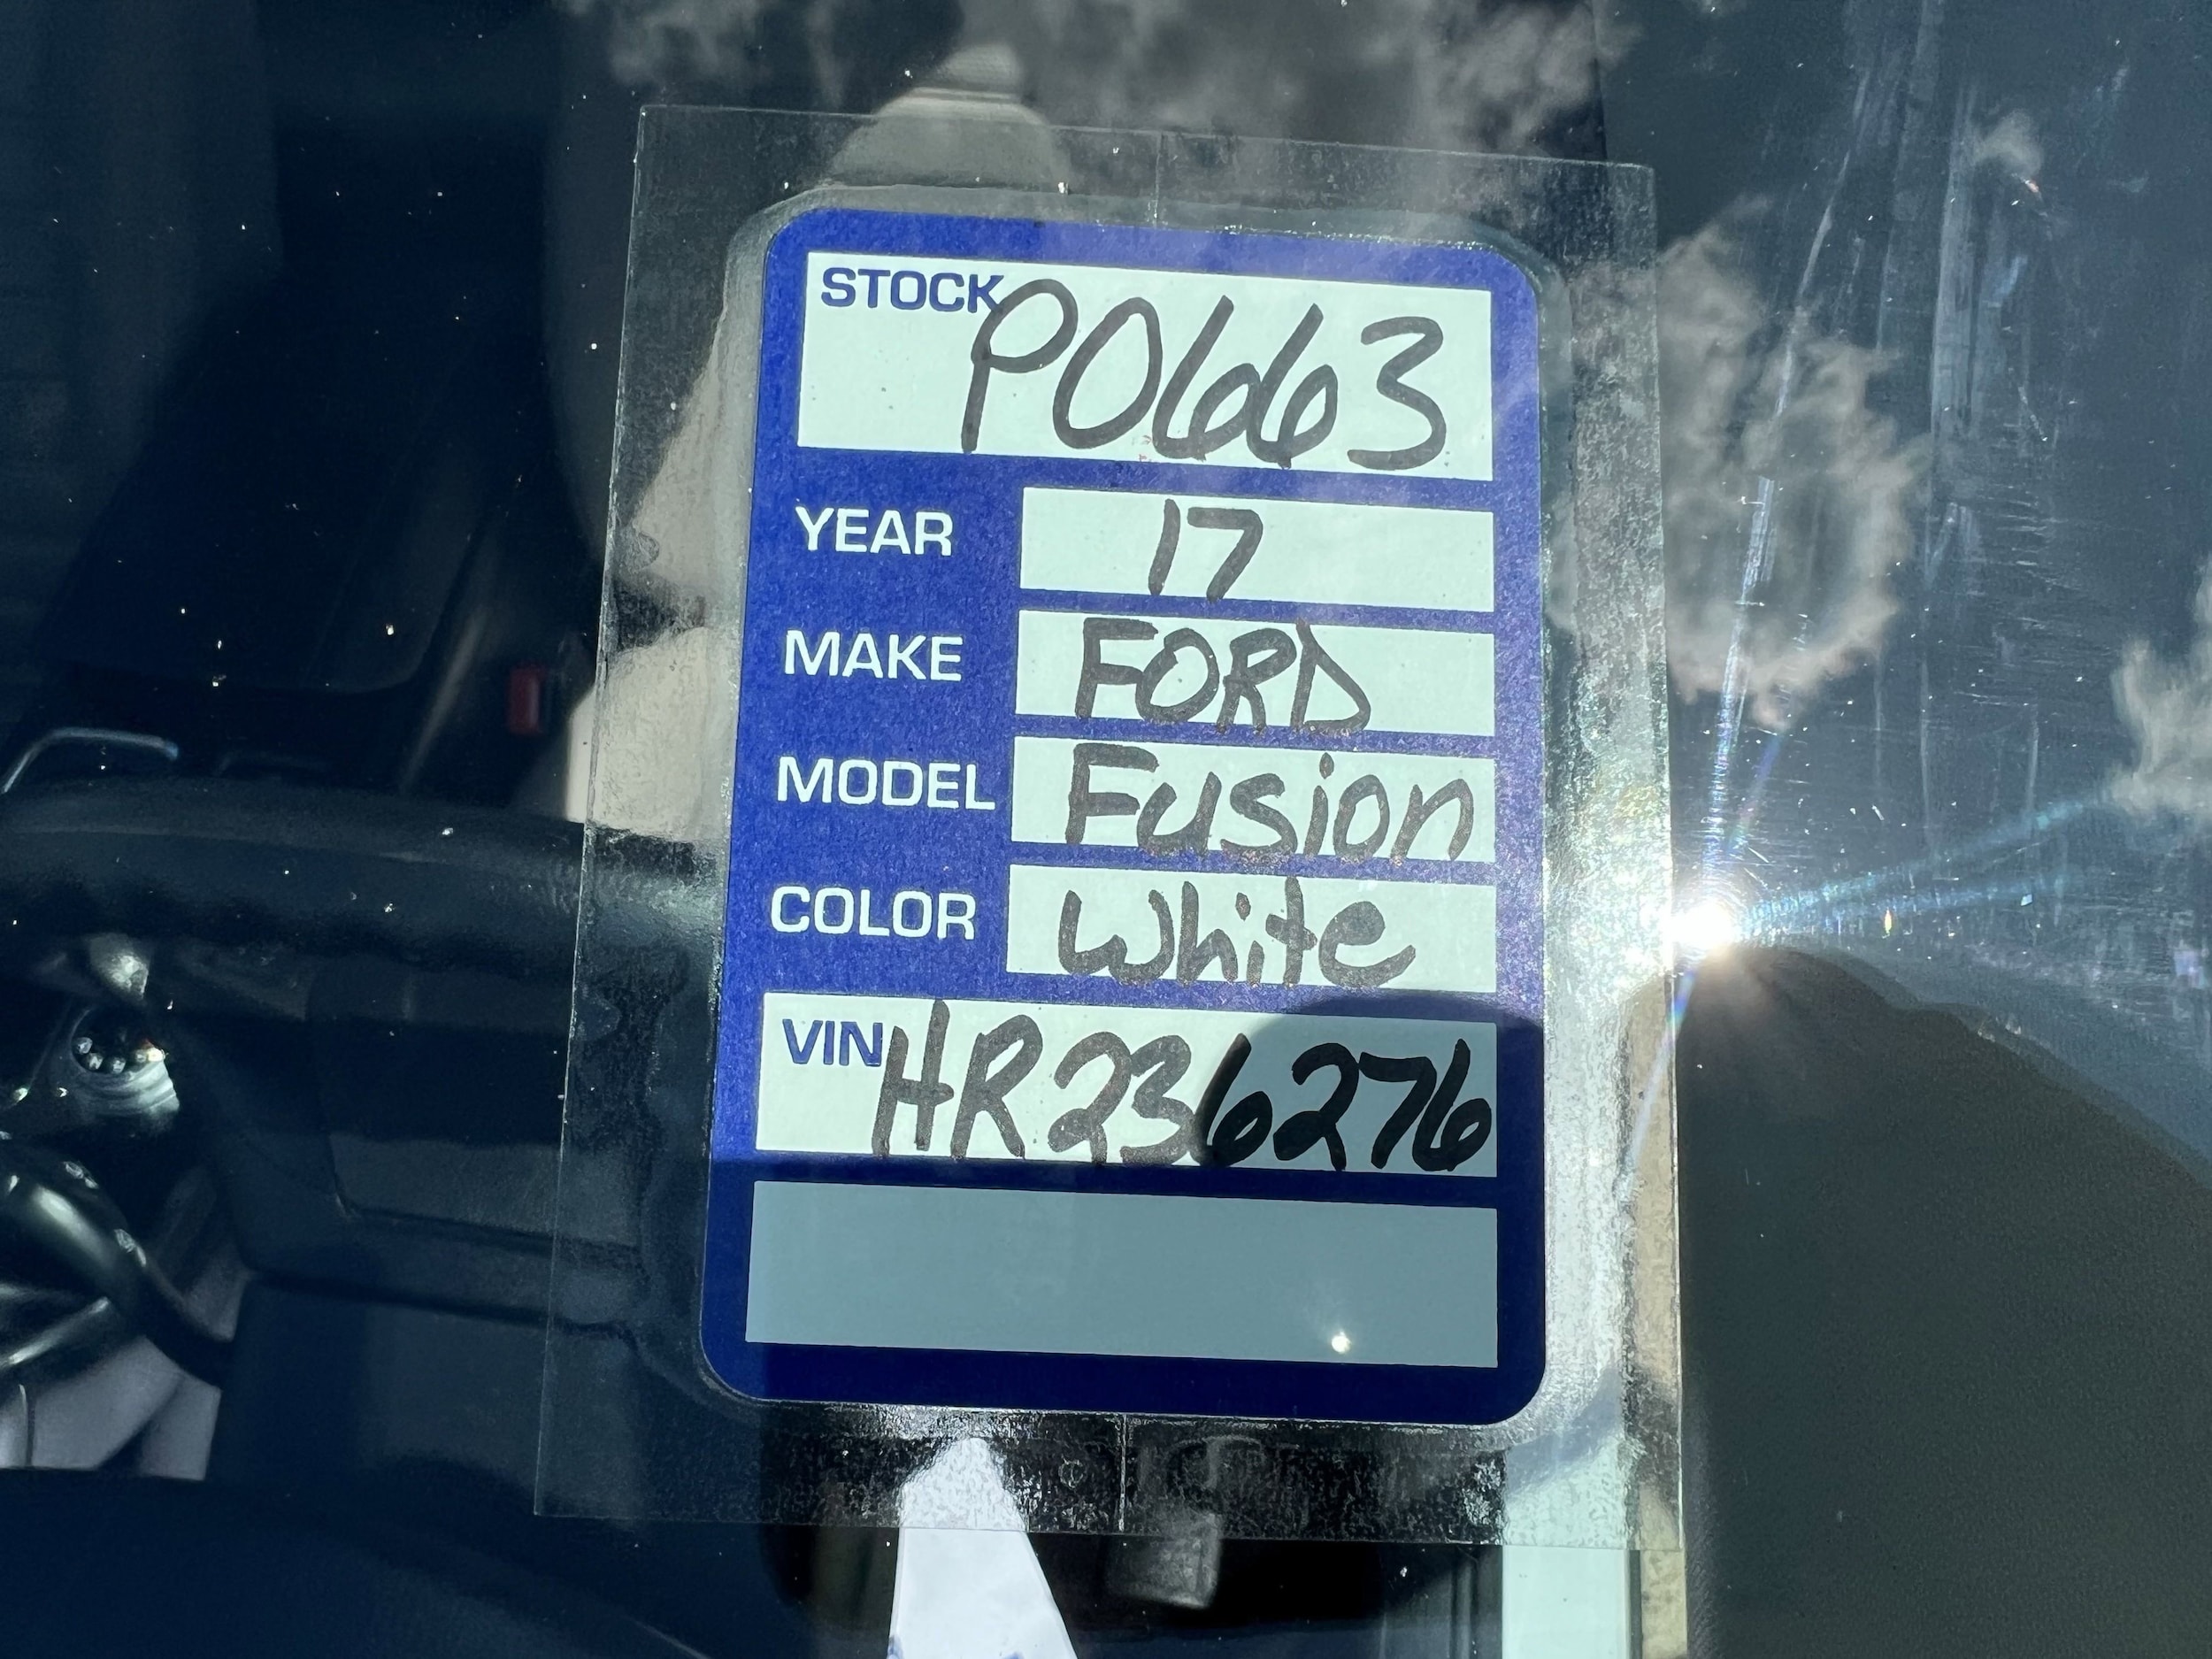 STOCK P0663
YEAR 17
MAKE FORD
MODEL Fusion
COLOR White
VIN HR236276